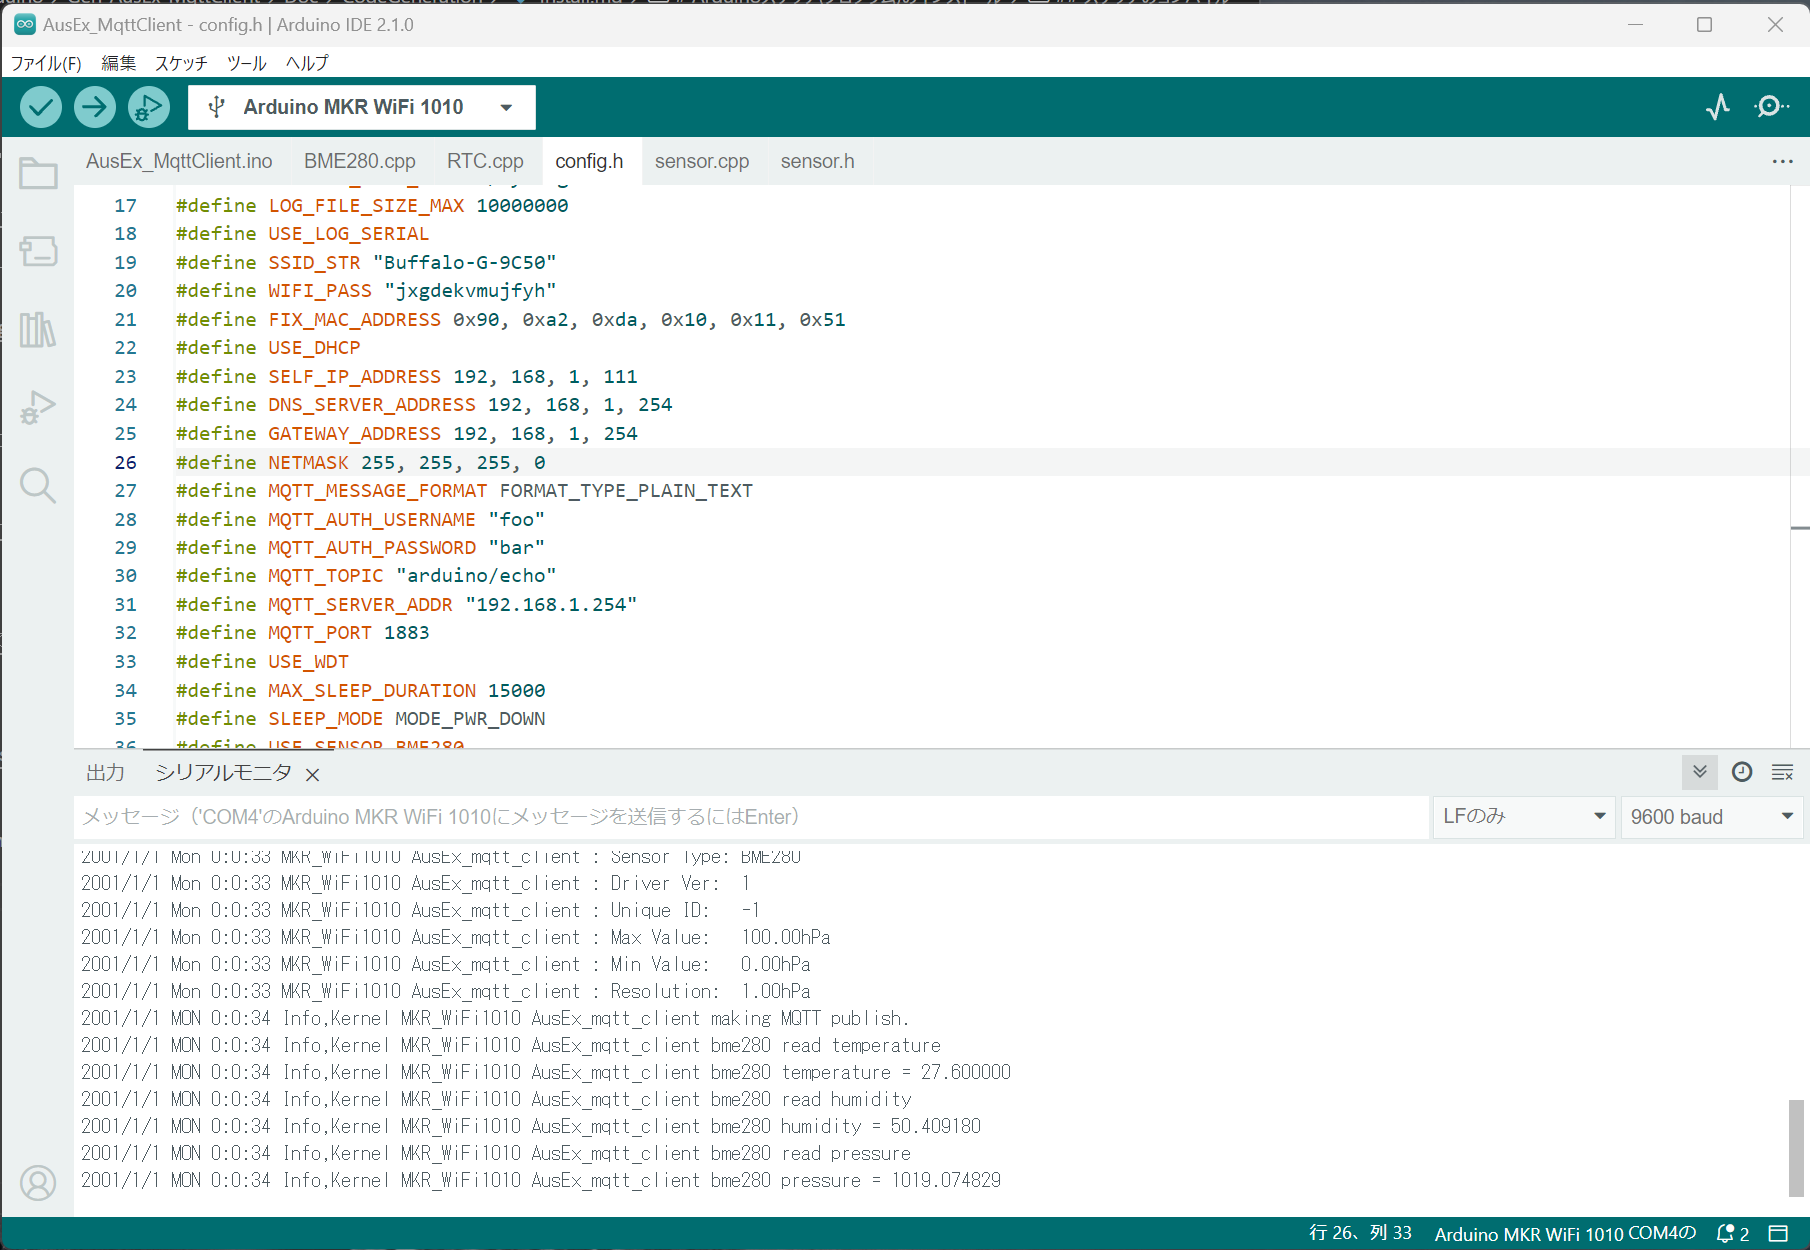 AusEx_MqttClient - config.h | Arduino IDE 2.1.0
ファイル(F) 編集 スケッチ ツール ヘルプ
Arduino MKR WiFi 1010
AusEx_MqttClient.ino BME280.cpp RTC.cpp config.h sensor.cpp sensor.h ...
17 #define LOG_FILE_SIZE_MAX 10000000
18 #define USE_LOG_SERIAL
19 #define SSID_STR "Buffalo-G-9C50"
20 #define WIFI_PASS "jxgdekvmujfyh"
21 #define FIX_MAC_ADDRESS 0x90, 0xa2, 0xda, 0x10, 0x11, 0x51
22 #define USE_DHCP
23 #define SELF_IP_ADDRESS 192, 168, 1, 111
24 #define DNS_SERVER_ADDRESS 192, 168, 1, 254
25 #define GATEWAY_ADDRESS 192, 168, 1, 254
26 #define NETMASK 255, 255, 255, 0
27 #define MQTT_MESSAGE_FORMAT FORMAT_TYPE_PLAIN_TEXT
28 #define MQTT_AUTH_USERNAME "foo"
29 #define MQTT_AUTH_PASSWORD "bar"
30 #define MQTT_TOPIC "arduino/echo"
31 #define MQTT_SERVER_ADDR "192.168.1.254"
32 #define MQTT_PORT 1883
33 #define USE_WDT
34 #define MAX_SLEEP_DURATION 15000
35 #define SLEEP_MODE MODE_PWR_DOWN
36 #define USE_SENSOR_BME280
出力 シリアルモニタ
メッセージ（'COM4'のArduino MKR WiFi 1010にメッセージを送信するにはEnter） LFのみ 9600 baud
2001/1/1 Mon 0:0:33 MKR_WiFi1010 AusEx_mqtt_client : Sensor Type: BME280
2001/1/1 Mon 0:0:33 MKR_WiFi1010 AusEx_mqtt_client : Driver Ver: 1
2001/1/1 Mon 0:0:33 MKR_WiFi1010 AusEx_mqtt_client : Unique ID: -1
2001/1/1 Mon 0:0:33 MKR_WiFi1010 AusEx_mqtt_client : Max Value: 100.00hPa
2001/1/1 Mon 0:0:33 MKR_WiFi1010 AusEx_mqtt_client : Min Value: 0.00hPa
2001/1/1 Mon 0:0:33 MKR_WiFi1010 AusEx_mqtt_client : Resolution: 1.00hPa
2001/1/1 MON 0:0:34 Info,Kernel MKR_WiFi1010 AusEx_mqtt_client making MQTT publish.
2001/1/1 MON 0:0:34 Info,Kernel MKR_WiFi1010 AusEx_mqtt_client bme280 read temperature
2001/1/1 MON 0:0:34 Info,Kernel MKR_WiFi1010 AusEx_mqtt_client bme280 temperature = 27.600000
2001/1/1 MON 0:0:34 Info,Kernel MKR_WiFi1010 AusEx_mqtt_client bme280 read humidity
2001/1/1 MON 0:0:34 Info,Kernel MKR_WiFi1010 AusEx_mqtt_client bme280 humidity = 50.409180
2001/1/1 MON 0:0:34 Info,Kernel MKR_WiFi1010 AusEx_mqtt_client bme280 read pressure
2001/1/1 MON 0:0:34 Info,Kernel MKR_WiFi1010 AusEx_mqtt_client bme280 pressure = 1019.074829
行 26、列 33 Arduino MKR WiFi 1010 COM4の 2